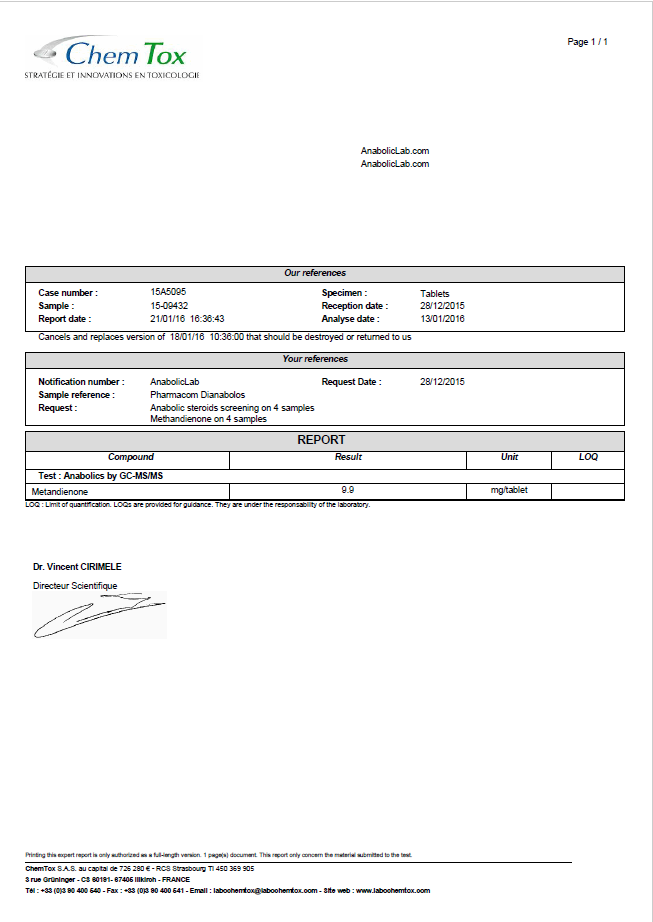 Chem Tox
STRATÉGIE ET INNOVATIONS EN TOXICOLOGIE
Page 1 / 1
AnabolicLab.com
AnabolicLab.com
Our references
Case number : 15A5095 Specimen : Tablets
Sample : 15-09432 Reception date : 28/12/2015
Report date : 21/01/16 16:36:43 Analyse date : 13/01/2016
Cancels and replaces version of 18/01/16 10:36:00 that should be destroyed or returned to us
Your references
Notification number : AnabolicLab Request Date : 28/12/2015
Sample reference : Pharmacom Dianabolos
Request : Anabolic steroids screening on 4 samples
Methandienone on 4 samples
REPORT
Compound Result Unit LOQ
Test : Anabolics by GC-MS/MS
Metandienone 9.9 mg/tablet
LOQ : Limit of quantification. LOQs are provided for guidance. They are under the responsability of the laboratory.
Dr. Vincent CIRIMELE
Directeur Scientifique
Printing this expert report is only authorized as a full-length version. 1 page(s) document. This report only concern the material submitted to the test.
ChemTox S.A.S. au capital de 726 280 € - RCS Strasbourg TI 450 369 905
3 rue Grüninger - CS 60191- 67405 Illkirch - FRANCE
Tél : +33 (0)3 90 400 540 - Fax : +33 (0)3 90 400 541 - Email : labochemtox@labochemtox.com - Site web : www.labochemtox.com